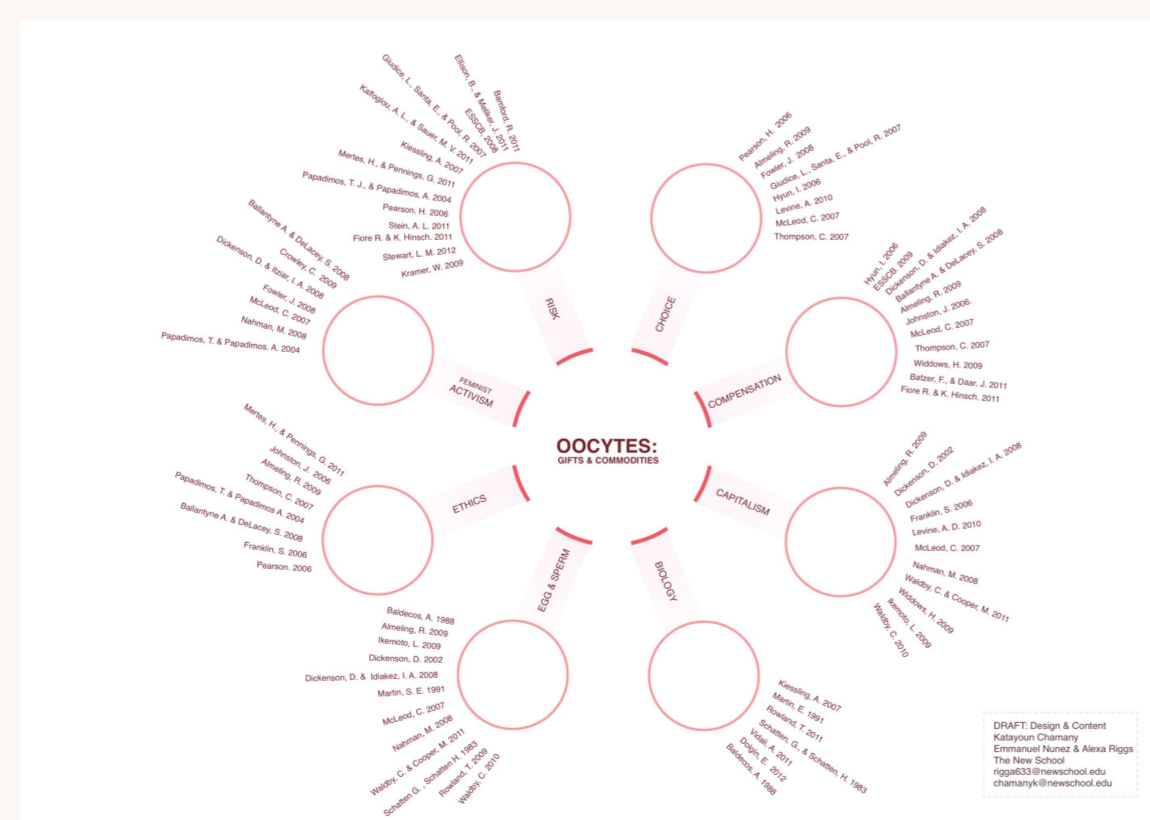 OOCYTES:
GIFTS & COMMODITIES
RISK
Giudice, L., Santa, E., & Pool, R. 2007
Ellison, B., & Meliker, J. 2011
Bamford, R. 2011
ESSCB, 2008
Kalfoglou, A. L., & Sauer, M. V. 2011
Kiessling, A. 2007
Mertes, H., & Pennings, G. 2011
Papadimos, T. J., & Papadimos, A. 2004
Pearson, H. 2006
Stein, A. L. 2011
Fiore R. & K. Hinsch. 2011
Stewart, L. M. 2012
Kramer, W. 2009
CHOICE
Pearson, H. 2006
Almeling, R. 2009
Fowler, J. 2008
Giudice, L., Santa, E., & Pool, R. 2007
Hyun, I. 2006
Levine, A. 2010
McLeod, C. 2007
Thompson, C. 2007
COMPENSATION
Hyun, I. 2006
ESSCB. 2009
Dickenson, D. & Idiakez, I. A. 2008
Ballantyne A. & DeLacey, S. 2008
Almeling, R. 2009
Johnston, J. 2006.
McLeod, C. 2007
Thompson, C. 2007
Widdows, H. 2009
Batzer, F., & Daar, J. 2011
Fiore R. & K. Hinsch. 2011
CAPITALISM
Almeling, R. 2009
Dickenson, D. 2002
Dickenson, D. & Idiakez, I. A. 2008
Franklin, S. 2006
Levine, A. D. 2010
McLeod, C. 2007
Nahman, M. 2008
Waldby, C. & Cooper, M. 2011
Widdows, H. 2009
Ikemoto, L. 2009
Waldby, C. 2010
BIOLOGY
Kiessling, A. 2007
Martin, E. 1991
Rowland, T. 2011
Schatten, G., & Schatten, H. 1983
Vidali, A. 2011
Dolgin, E. 2012
Baldecos, A. 1988
EGG & SPERM
Baldecos, A. 1988
Almeling, R. 2009
Ikemoto, L. 2009
Dickenson, D. 2002
Dickenson, D. & Idiakez, I. A. 2008
Martin, S. E. 1991
McLeod, C. 2007
Nahman, M. 2008
Waldby, C. & Cooper, M. 2011
Schatten G. , Schatten H. 1983
Rowland, T. 2009
Waldby, C. 2010
ETHICS
Mertes, H., & Pennings, G. 2011
Johnston, J. 2006
Almeling, R. 2009
Thompson, C. 2007
Papadimos, T. & Papadimos A. 2004
Ballantyne A. & DeLacey, S. 2008
Franklin, S. 2006
Pearson. 2006
FEMINIST
ACTIVISM
Ballantyne A. & DeLacey, S. 2008
Crowley, C. 2009
Dickenson, D. & Itziar, I. A. 2008
Fowler, J. 2008
McLeod, C. 2007
Nahman, M. 2008
Papadimos, T. & Papadimos. A. 2004
DRAFT: Design & Content
Katayoun Chamany
Emmanuel Nunez & Alexa Riggs
The New School
rigga633@newschool.edu
chamanyk@newschool.edu